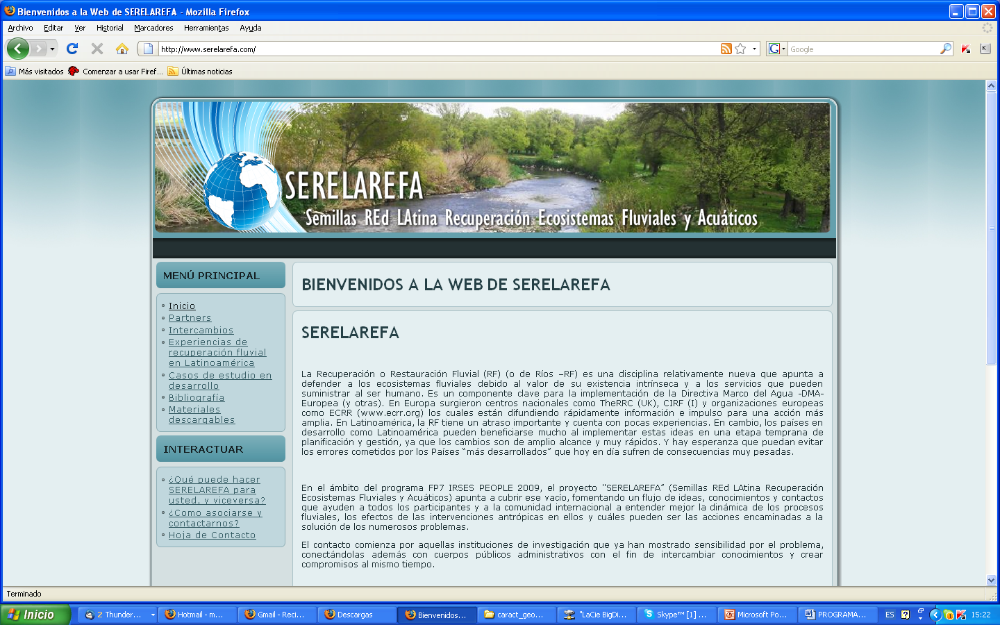 Bienvenidos a la Web de SERELAREFA - Mozilla Firefox
Archivo Editar Ver Historial Marcadores Herramientas Ayuda
http://www.serelarefa.com/
Google
Más visitados Comenzar a usar Firef... Últimas noticias
SERELAREFA
Semillas REd LAtina Recuperación Ecosistemas Fluviales y Acuáticos
MENÚ PRINCIPAL
Inicio
Partners
Intercambios
Experiencias de
recuperación fluvial
en Latinoamérica
Casos de estudio en
desarrollo
Bibliografía
Materiales
descargables
INTERACTUAR
¿Qué puede hacer
SERELAREFA para
usted, y viceversa?
¿Como asociarse y
contactarnos?
Hoja de Contacto
BIENVENIDOS A LA WEB DE SERELAREFA
SERELAREFA
La Recuperación o Restauración Fluvial (RF) (o de Ríos –RF) es una disciplina relativamente nueva que apunta a
defender a los ecosistemas fluviales debido al valor de su existencia intrínseca y a los servicios que pueden
suministrar al ser humano. Es un componente clave para la implementación de la Directiva Marco del Agua -DMA-
Europea (y otras). En Europa surgieron centros nacionales como TheRRC (UK), CIRF (I) y organizaciones europeas
como ECRR (www.ecrr.org) los cuales están difundiendo rápidamente información e impulso para una acción más
amplia. En Latinoamérica, la RF tiene un atraso importante y cuenta con pocas experiencias. En cambio, los países en
desarrollo como Latinoamérica pueden beneficiarse mucho al implementar estas ideas en una etapa temprana de
planificación y gestión, ya que los cambios son de amplio alcance y muy rápidos. Y hay esperanza que puedan evitar
los errores cometidos por los Países “más desarrollados” que hoy en día sufren de consecuencias muy pesadas.
En el ámbito del programa FP7 IRSES PEOPLE 2009, el proyecto "SERELAREFA” (Semillas REd LAtina Recuperación
Ecosistemas Fluviales y Acuáticos) apunta a cubrir ese vacío, fomentando un flujo de ideas, conocimientos y contactos
que ayuden a todos los participantes y a la comunidad internacional a entender mejor la dinámica de los procesos
fluviales, los efectos de las intervenciones antrópicas en ellos y cuáles pueden ser las acciones encaminadas a la
solución de los numerosos problemas.
El contacto comienza por aquellas instituciones de investigación que ya han mostrado sensibilidad por el problema,
conectándolas además con cuerpos públicos administrativos con el fin de intercambiar conocimientos y crear
compromisos al mismo tiempo.
Terminado
Inicio 2 Thunder... Hotmail - m... Gmail - Reci... Descargas Bienvenidos... caract_geo... "LaCie BigDi... Skype™ [1] ... Microsoft Po... PROGRAMA... ES 15:22